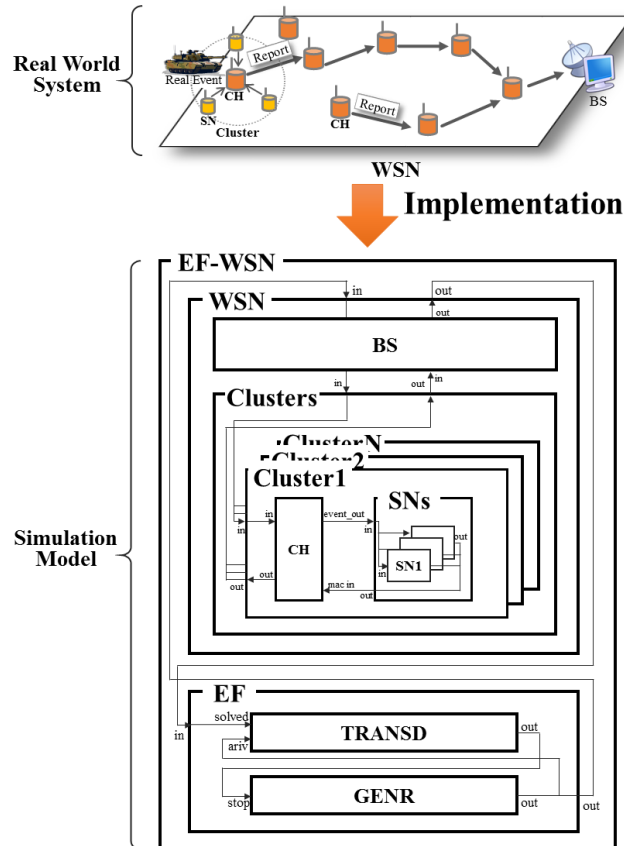 Real World
System
Report
Real Event
CH
SN
Cluster
Report
CH
BS
WSN
Implementation
Simulation
Model
EF-WSN
in
out
WSN
out
BS
in
out
in
Clusters
ClusterN
Cluster2
Cluster1
SNs
in
in
event_out
in
out
CH
in
SN1
out
out
mac in
out
EF
solved
in
ariv
TRANSD
out
stop
GENR
out
out